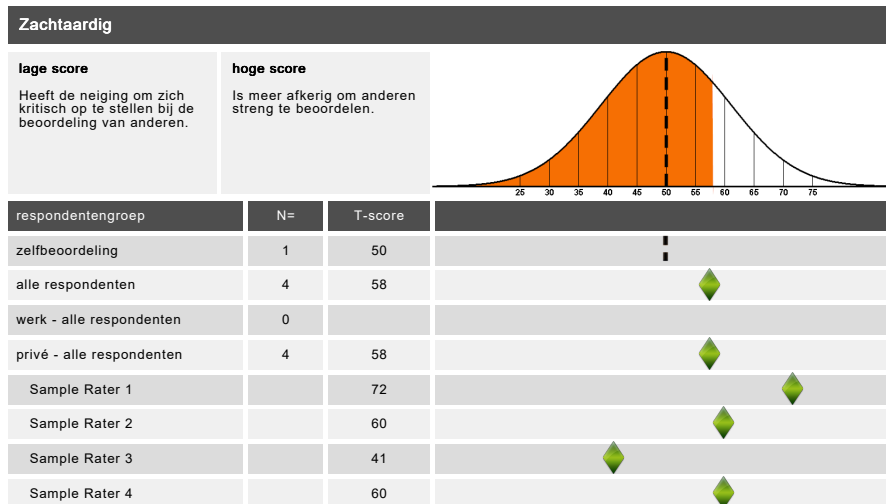 Zachtaardig
lage score
Heeft de neiging om zich
kritisch op te stellen bij de
beoordeling van anderen.
hoge score
Is meer afkerig om anderen
streng te beoordelen.
25 30 35 40 45 50 55 60 65 70 75
respondentengroep N= T-score
zelfbeoordeling 1 50
alle respondenten 4 58
werk - alle respondenten 0
privé - alle respondenten 4 58
Sample Rater 1 72
Sample Rater 2 60
Sample Rater 3 41
Sample Rater 4 60